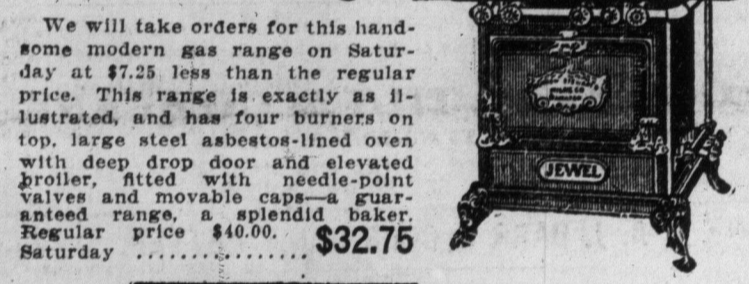 We will take orders for this hand-
some modern gas range on Satur-
day at $7.25 less than the regular
price. This range is exactly as il-
lustrated, and has four burners on
top, large steel asbestos-lined oven
with deep drop door and elevated
broiler, fitted with needle-point
valves and movable caps—a guar-
anteed range, a splendid baker.
Regular price $40.00. $32.75
Saturday ................
JEWEL